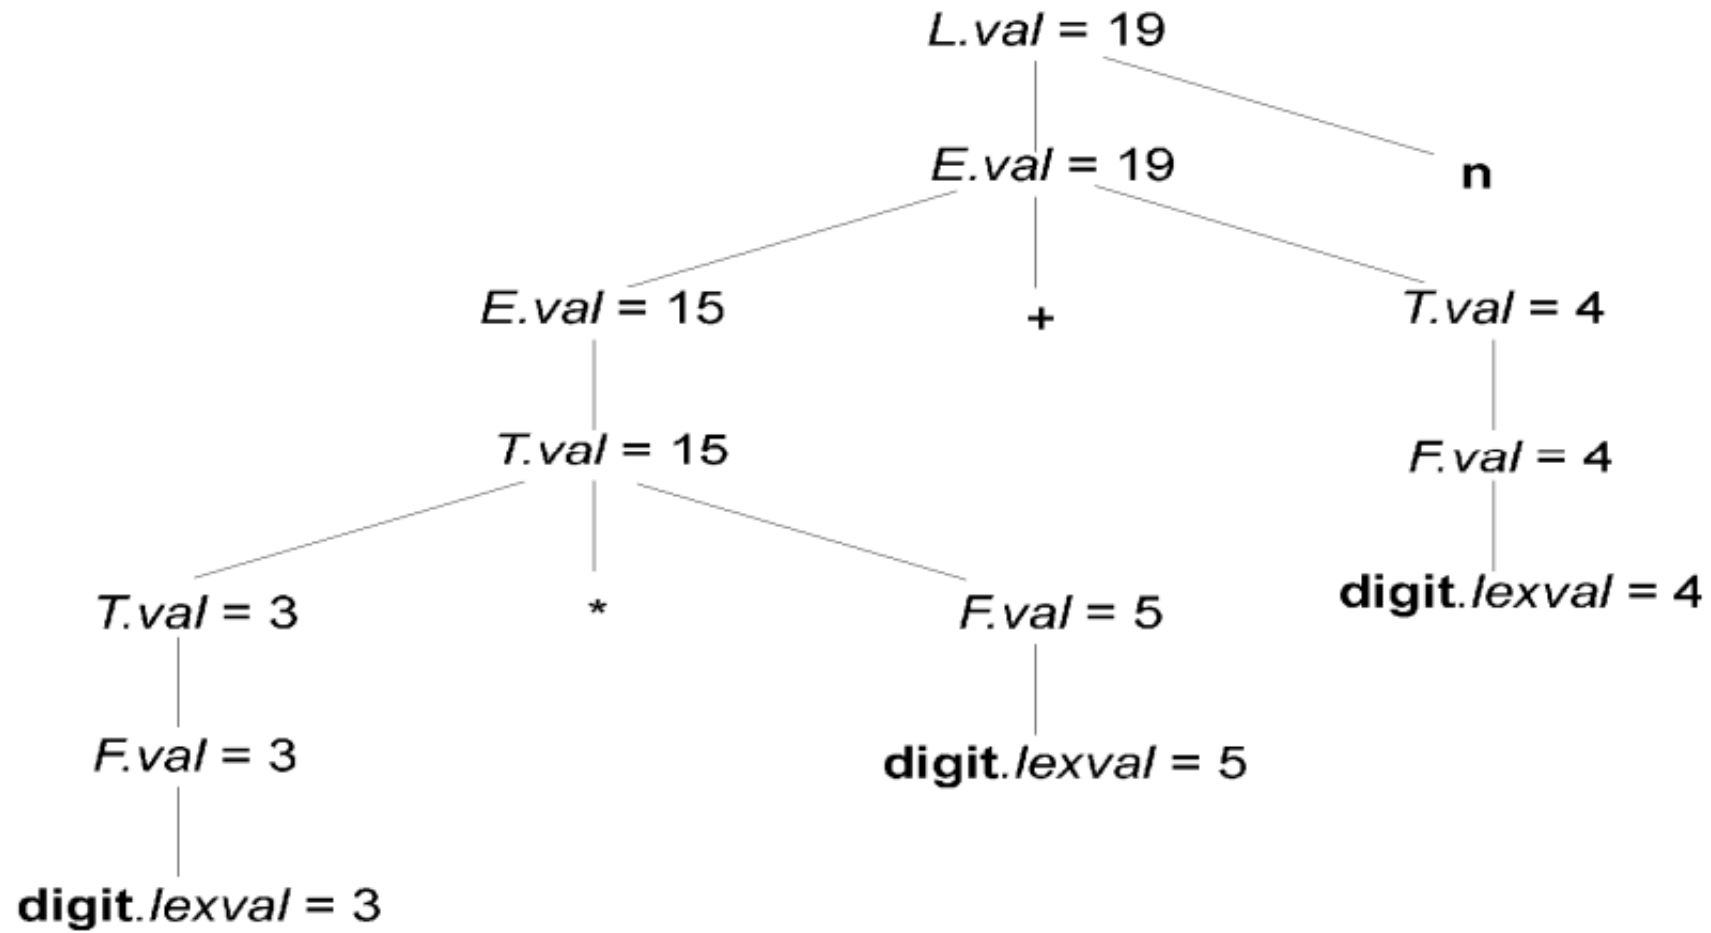 L.val = 19
E.val = 19
n
E.val = 15
+
T.val = 4
T.val = 15
F.val = 4
T.val = 3
*
F.val = 5
digit.lexval = 4
F.val = 3
digit.lexval = 5
digit.lexval = 3